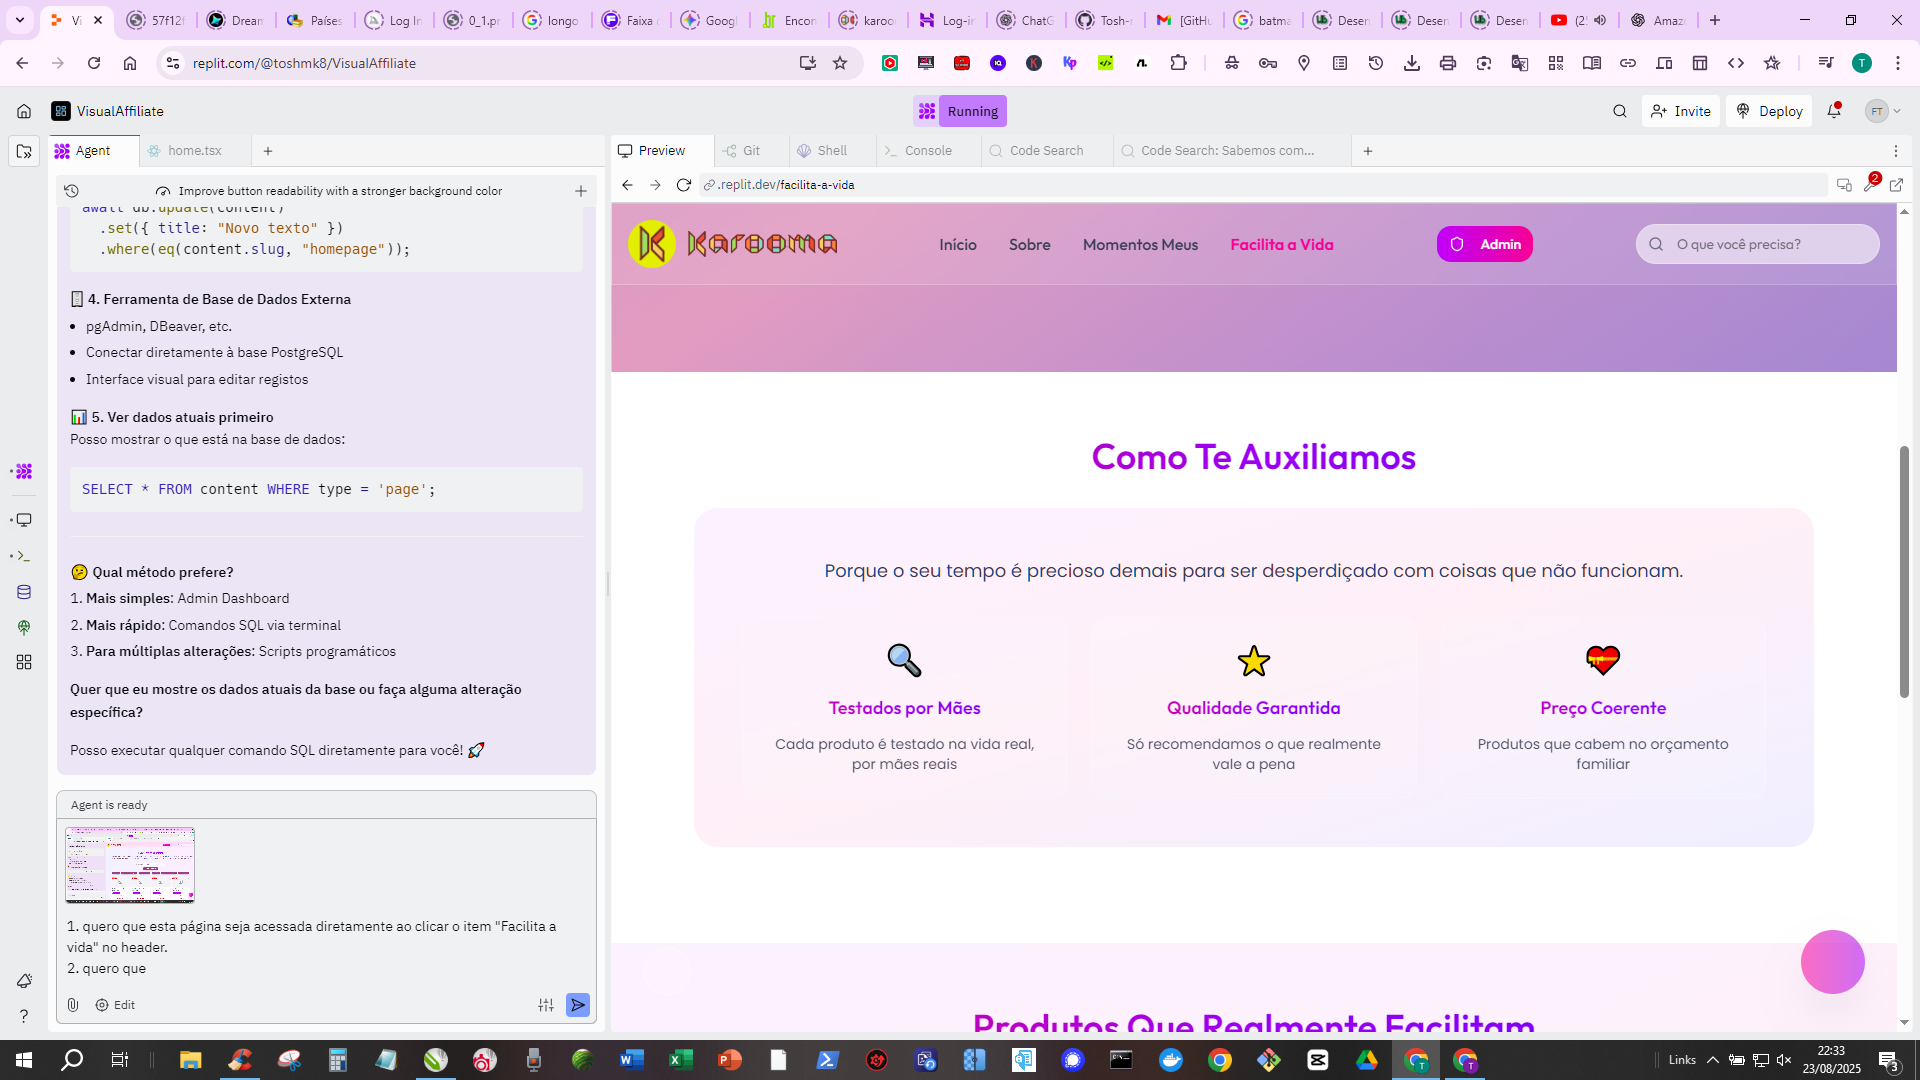 Vi
57f12f
Dream
Países
Log In
0_1.pr
longo
Faixa
Googl
Encon
karoo
Log-in
ChatG
Tosh-r
[GitHu
batma
Desen
Desen
Desen
Amaz
replit.com/@toshmk8/VisualAffiliate
T
VisualAffiliate
Running
Invite
Deploy
FT
Agent
home.tsx
Preview
Git
Shell
Console
Code Search
Code Search: Sabemos com...
Improve button readability with a stronger background color
.replit.dev/facilita-a-vida
2
await db.update(content)
.set({ title: "Novo texto" })
.where(eq(content.slug, "homepage"));
4. Ferramenta de Base de Dados Externa
pgAdmin, DBeaver, etc.
Conectar diretamente à base PostgreSQL
Interface visual para editar registos
5. Ver dados atuais primeiro
Posso mostrar o que está na base de dados:
SELECT * FROM content WHERE type = 'page';
Qual método prefere?
1. Mais simples: Admin Dashboard
2. Mais rápido: Comandos SQL via terminal
3. Para múltiplas alterações: Scripts programáticos
Quer que eu mostre os dados atuais da base ou faça alguma alteração
específica?
Posso executar qualquer comando SQL diretamente para você!
Agent is ready
1. quero que esta página seja acessada diretamente ao clicar o item "Facilita a
vida" no header.
2. quero que
Edit
Karooma
Início
Sobre
Momentos Meus
Facilita a Vida
Admin
O que você precisa?
Como Te Auxiliamos
Porque o seu tempo é precioso demais para ser desperdiçado com coisas que não funcionam.
Testados por Mães
Cada produto é testado na vida real,
por mães reais
Qualidade Garantida
Só recomendamos o que realmente
vale a pena
Preço Coerente
Produtos que cabem no orçamento
familiar
Produtos Que Realmente Facilitam
Links
22:33
23/08/2025
3